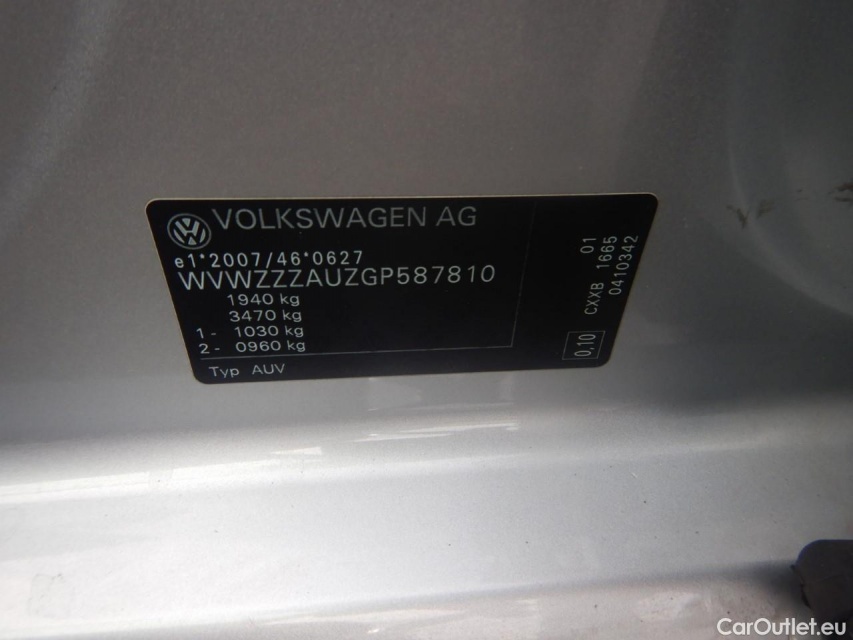 VOLKSWAGEN AG
e1*2007/46*0627
WVWZZZAUZGP587810
1940 kg
3470 kg
1- 1030 kg
2- 0960 kg
Typ AUV
01
CXXB 1665
0410342
0,10
CarOutlet.eu